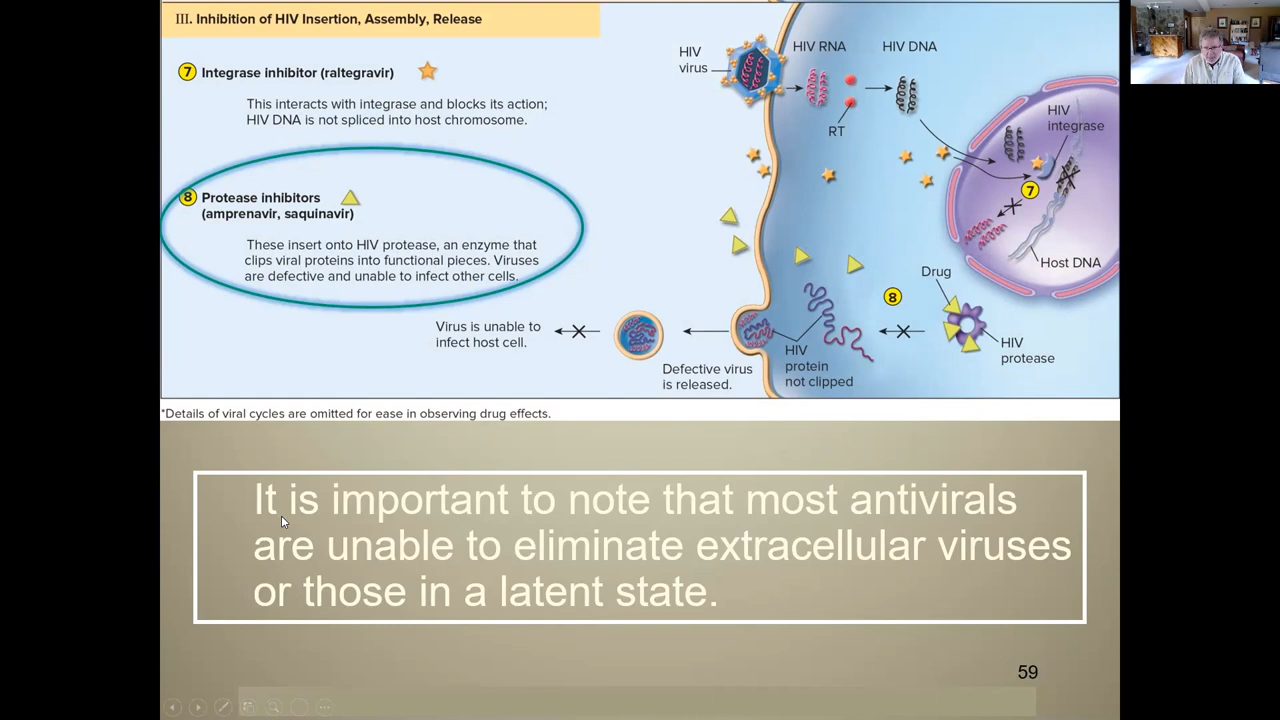 III. Inhibition of HIV Insertion, Assembly, Release
7 Integrase inhibitor (raltegravir)
This interacts with integrase and blocks its action;
HIV DNA is not spliced into host chromosome.
8 Protease inhibitors
(amprenavir, saquinavir)
These insert onto HIV protease, an enzyme that
clips viral proteins into functional pieces. Viruses
are defective and unable to infect other cells.
HIV
virus
HIV RNA
HIV DNA
RT
HIV
integrase
7
Host DNA
Drug
8
HIV
protease
HIV
protein
not clipped
Defective virus
is released.
Virus is unable to
infect host cell.
*Details of viral cycles are omitted for ease in observing drug effects.
It is important to note that most antivirals
are unable to eliminate extracellular viruses
or those in a latent state.
59